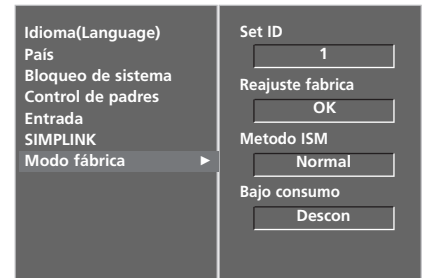 Idioma(Language)
País
Bloqueo de sistema
Control de padres
Entrada
SIMPLINK
Modo fábrica ►
Set ID
1
Reajuste fabrica
OK
Metodo ISM
Normal
Bajo consumo
Descon